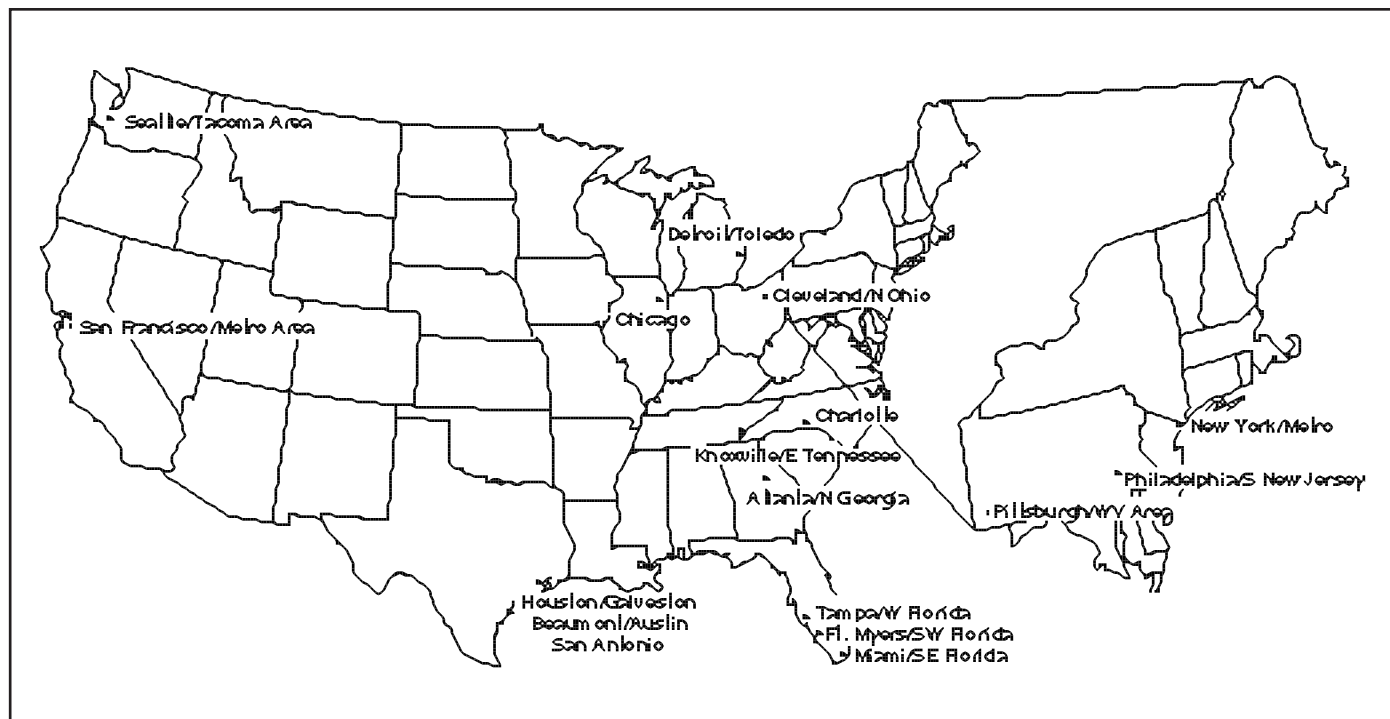 Seattle/Tacoma Area
Detroit/Toledo
Cleveland/N Ohio
Chicago
San Francisco/Metro Area
Charlotte
New York/Metro
Knoxville/E Tennessee
Philadelphia/S New Jersey
Atlanta/N Georgia
Pittsburgh/WV Area
Houston/Galveston
Beaumont/Austin
San Antonio
Tampa/W Florida
Ft. Myers/SW Florida
Miami/SE Florida